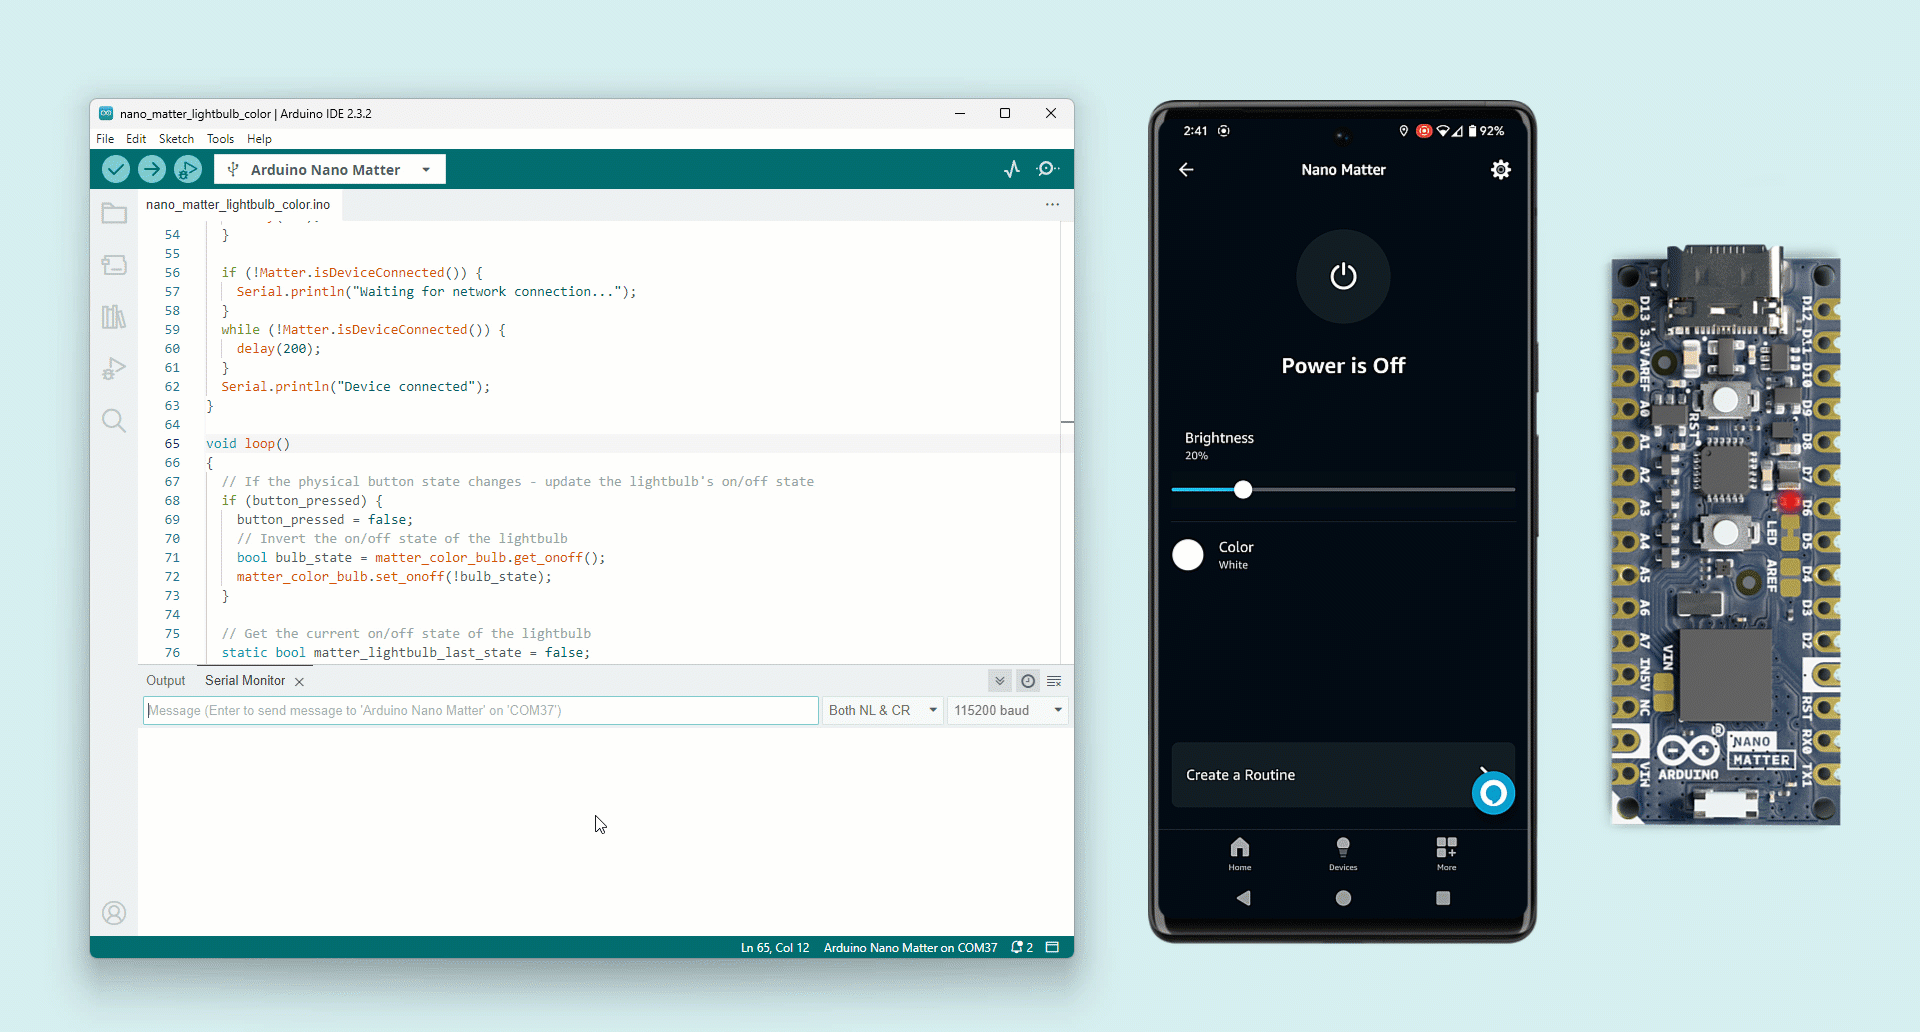 nano_matter_lightbulb_color | Arduino IDE 2.3.2
File Edit Sketch Tools Help
Arduino Nano Matter
nano_matter_lightbulb_color.ino
54 }
55
56 if (!Matter.isDeviceConnected()) {
57 Serial.println("Waiting for network connection...");
58 }
59 while (!Matter.isDeviceConnected()) {
60 delay(200);
61 }
62 Serial.println("Device connected");
63 }
64
65 void loop()
66 {
67 // If the physical button state changes - update the lightbulb's on/off state
68 if (button_pressed) {
69 button_pressed = false;
70 // Invert the on/off state of the lightbulb
71 bool bulb_state = matter_color_bulb.get_onoff();
72 matter_color_bulb.set_onoff(!bulb_state);
73 }
74
75 // Get the current on/off state of the lightbulb
76 static bool matter_lightbulb_last_state = false;
Output Serial Monitor
Message (Enter to send message to 'Arduino Nano Matter' on 'COM37')
Both NL & CR
115200 baud
Ln 65, Col 12 Arduino Nano Matter on COM37 2
2:41 92%
Nano Matter
Power is Off
Brightness
20%
Color
White
Create a Routine
Home Devices More
D13
3.3V
AREF
A0
A1
A2
A3
A4
A5
A6
A7
IN5V
NC
VIN
D12
D11
D10
D9
D8
D7
D6
D5
D4
D3
D2
RST
RX0
TX1
RST
LED
AREF
VIN
ARDUINO
NANO
MATTER